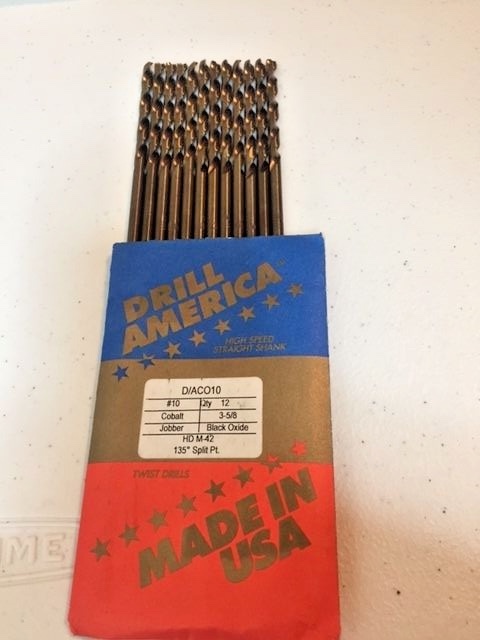 DRILL
AMERICA™
HIGH SPEED
STRAIGHT SHANK
D/ACO10
#10 Qty 12
Cobalt 3-5/8
Jobber Black Oxide
HD M-42
135° Split Pt.
TWIST DRILLS
MADE IN
USA